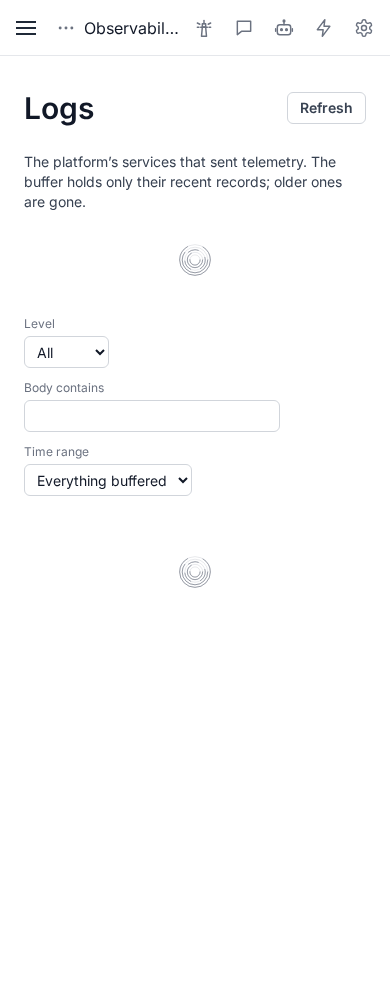 Observabil…
Logs
Refresh
The platform’s services that sent telemetry. The
buffer holds only their recent records; older ones
are gone.
Level
All
Body contains
Time range
Everything buffered